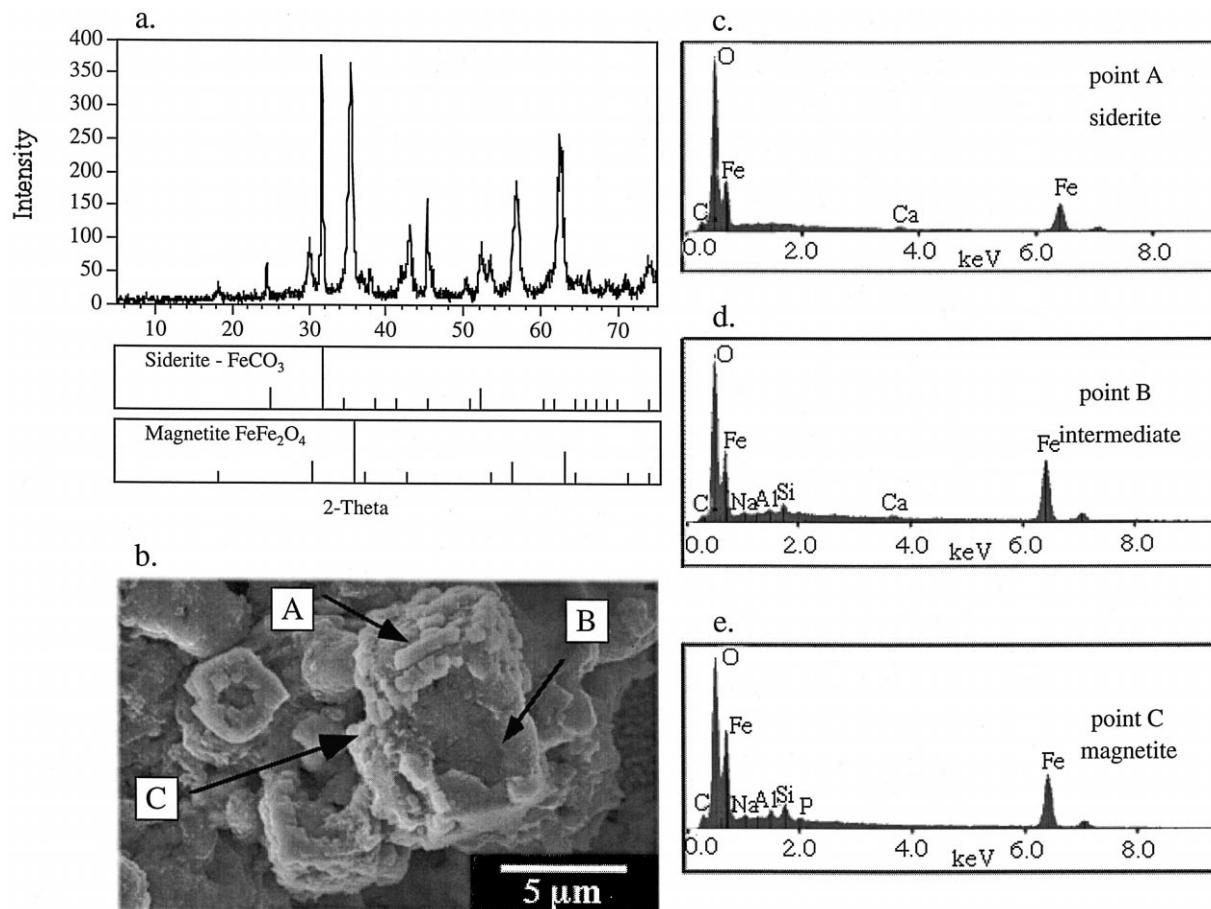 a.
400
350
300
250
200
150
100
50
0
Intensity
10 20 30 40 50 60 70
Siderite - FeCO₃
Magnetite FeFe₂O₄
2-Theta
b.
A
B
C
5 µm
c.
O
Fe
C
Ca
Fe
point A
siderite
0.0 2.0 4.0 keV 6.0 8.0
d.
O
Fe
C
Na
Al
Si
Ca
Fe
point B
intermediate
0.0 2.0 4.0 keV 6.0 8.0
e.
O
Fe
C
Na
Al
Si
P
Fe
point C
magnetite
0.0 2.0 4.0 keV 6.0 8.0